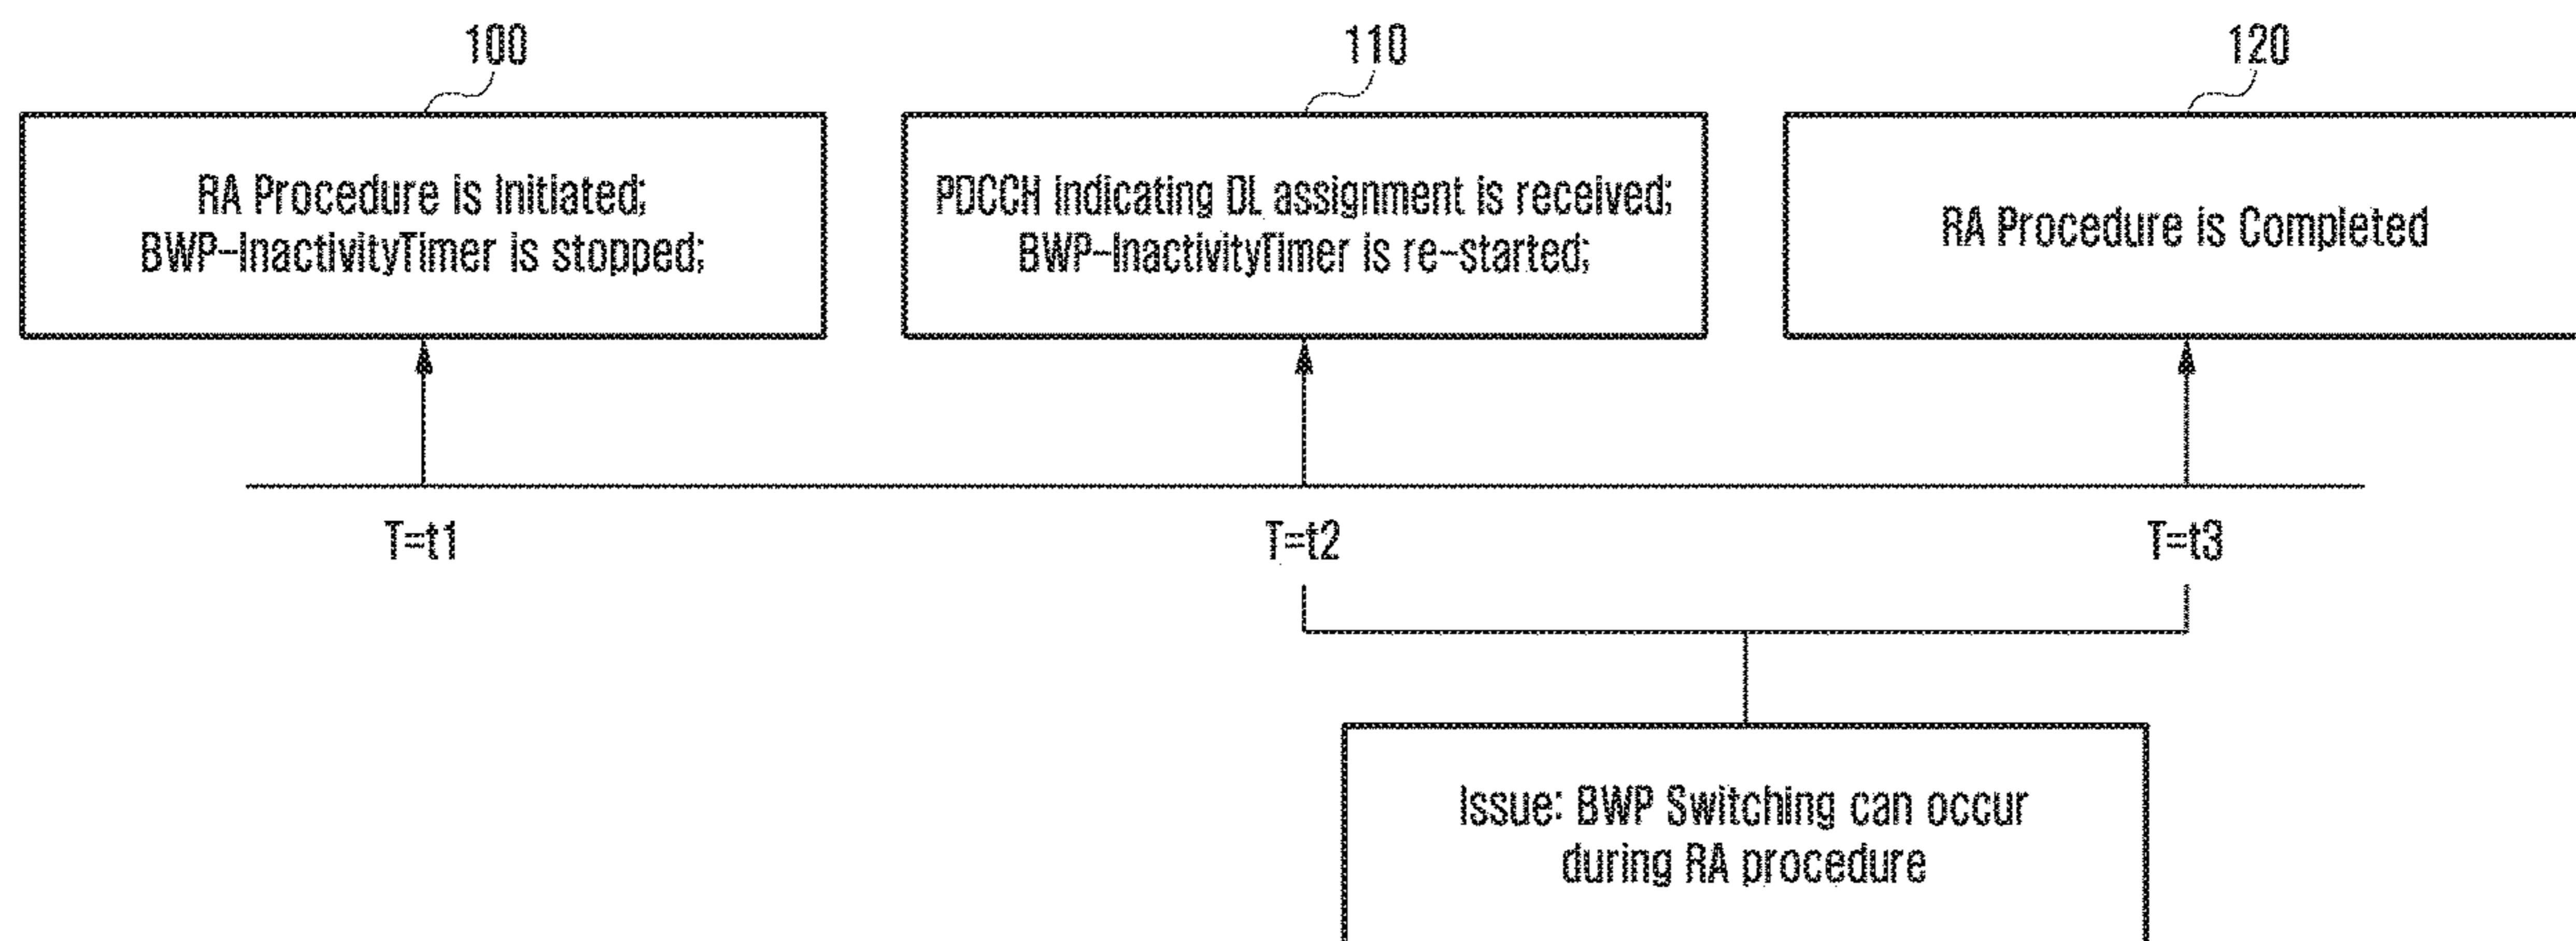 100
110
120
RA Procedure is Initiated;
BWP-InactivityTimer is stopped;
PDCCH indicating DL assignment is received;
BWP-InactivityTimer is re-started;
RA Procedure is Completed
T=t1
T=t2
T=t3
Issue: BWP Switching can occur
during RA procedure